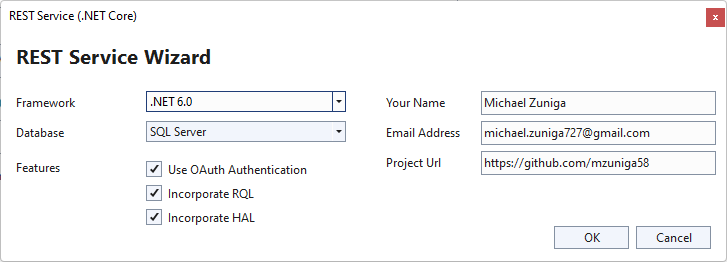 REST Service (.NET Core)
x
REST Service Wizard
Framework
.NET 6.0
Database
SQL Server
Features
Use OAuth Authentication
Incorporate RQL
Incorporate HAL
Your Name
Michael Zuniga
Email Address
michael.zuniga727@gmail.com
Project Url
https://github.com/mzuniga58
OK
Cancel